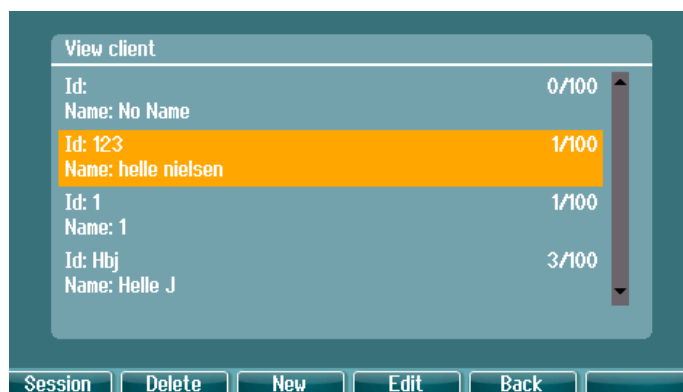 View client
Id: 0/100
Name: No Name
Id: 123 1/100
Name: helle nielsen
Id: 1 1/100
Name: 1
Id: Hbj 3/100
Name: Helle J
Session Delete New Edit Back